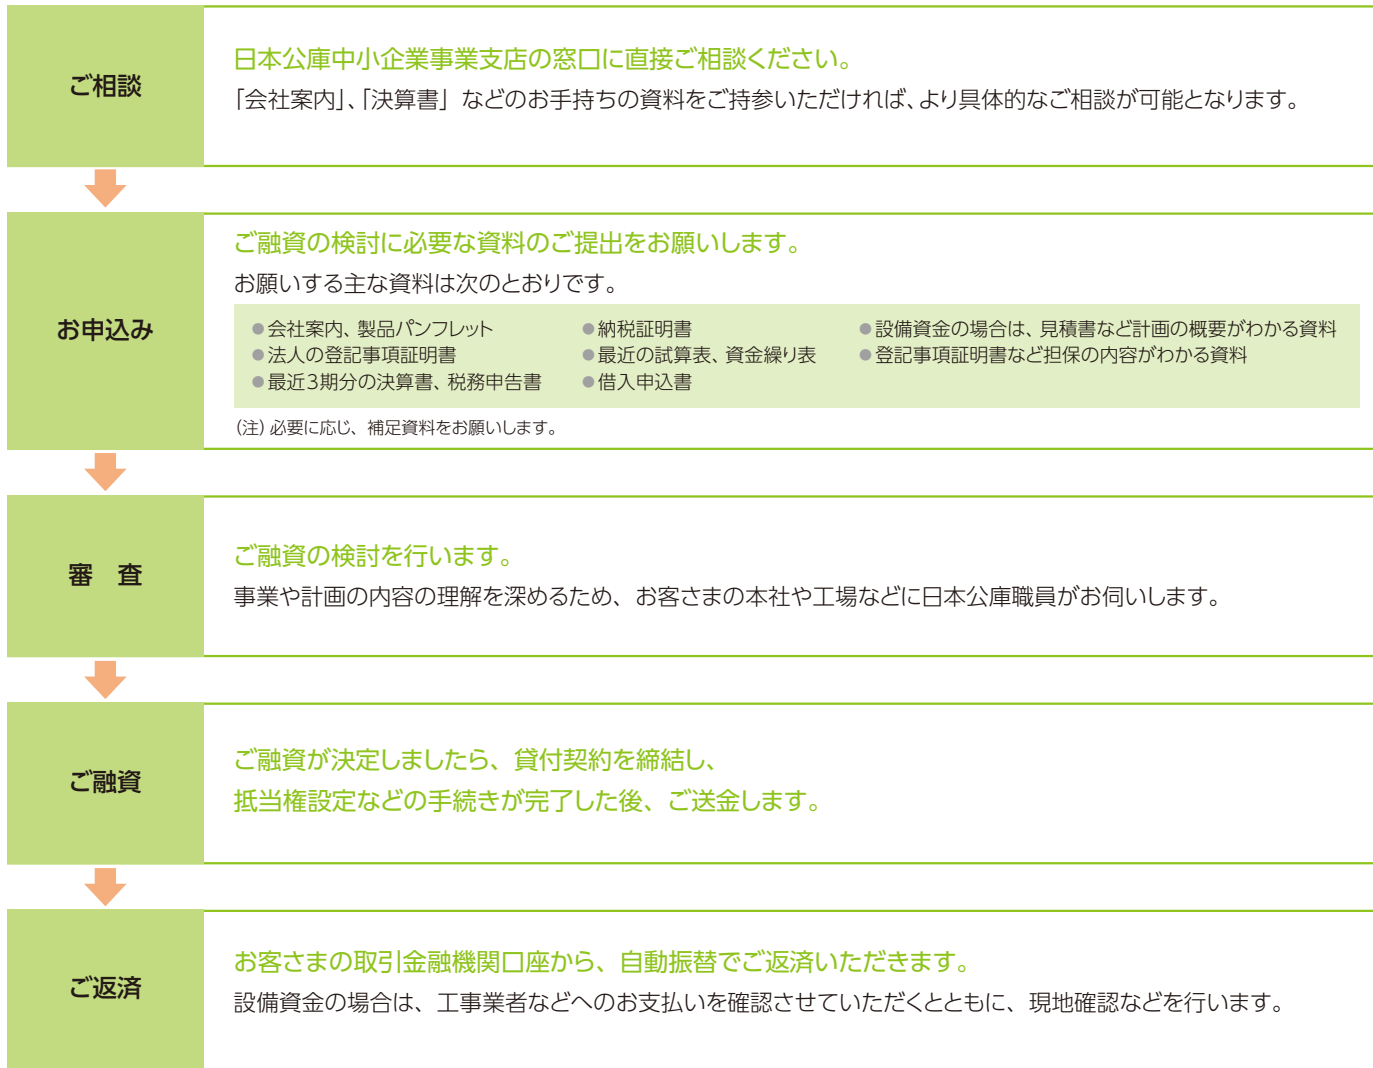 ご相談
日本公庫中小企業事業支店の窓口に直接ご相談ください。
「会社案内」、「決算書」などのお手持ちの資料をご持参いただければ、より具体的なご相談が可能となります。
お申込み
ご融資の検討に必要な資料のご提出をお願いします。
お願いする主な資料は次のとおりです。
●会社案内、製品パンフレット
●法人の登記事項証明書
●最近3期分の決算書、税務申告書
●納税証明書
●最近の試算表、資金繰り表
●借入申込書
●設備資金の場合は、見積書など計画の概要がわかる資料
●登記事項証明書など担保の内容がわかる資料
(注)必要に応じ、補足資料をお願いします。
審　査
ご融資の検討を行います。
事業や計画の内容の理解を深めるため、お客さまの本社や工場などに日本公庫職員がお伺いします。
ご融資
ご融資が決定しましたら、貸付契約を締結し、
抵当権設定などの手続きが完了した後、ご送金します。
ご返済
お客さまの取引金融機関口座から、自動振替でご返済いただきます。
設備資金の場合は、工事業者などへのお支払いを確認させていただくとともに、現地確認などを行います。